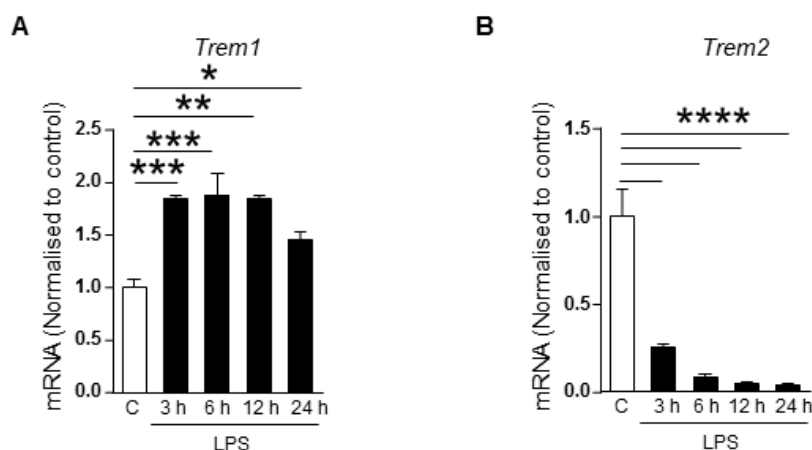 A
Trem1
*
**
***
***
mRNA (Normalised to control)
2.5
2.0
1.5
1.0
0.5
0.0
C 3 h 6 h 12 h 24 h
LPS
B
Trem2
****
mRNA (Normalised to control)
1.5
1.0
0.5
0.0
C 3 h 6 h 12 h 24 h
LPS